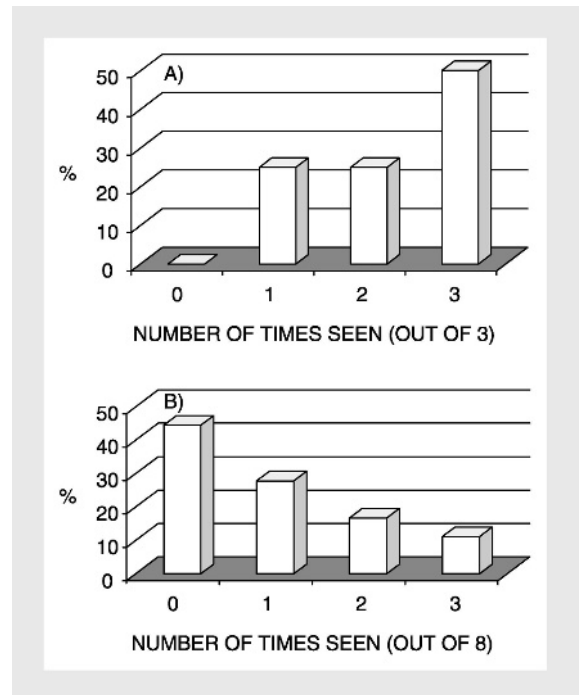 A)
50
40
30
%
20
10
0
0 1 2 3
NUMBER OF TIMES SEEN (OUT OF 3)
B)
50
40
30
%
20
10
0
0 1 2 3
NUMBER OF TIMES SEEN (OUT OF 8)